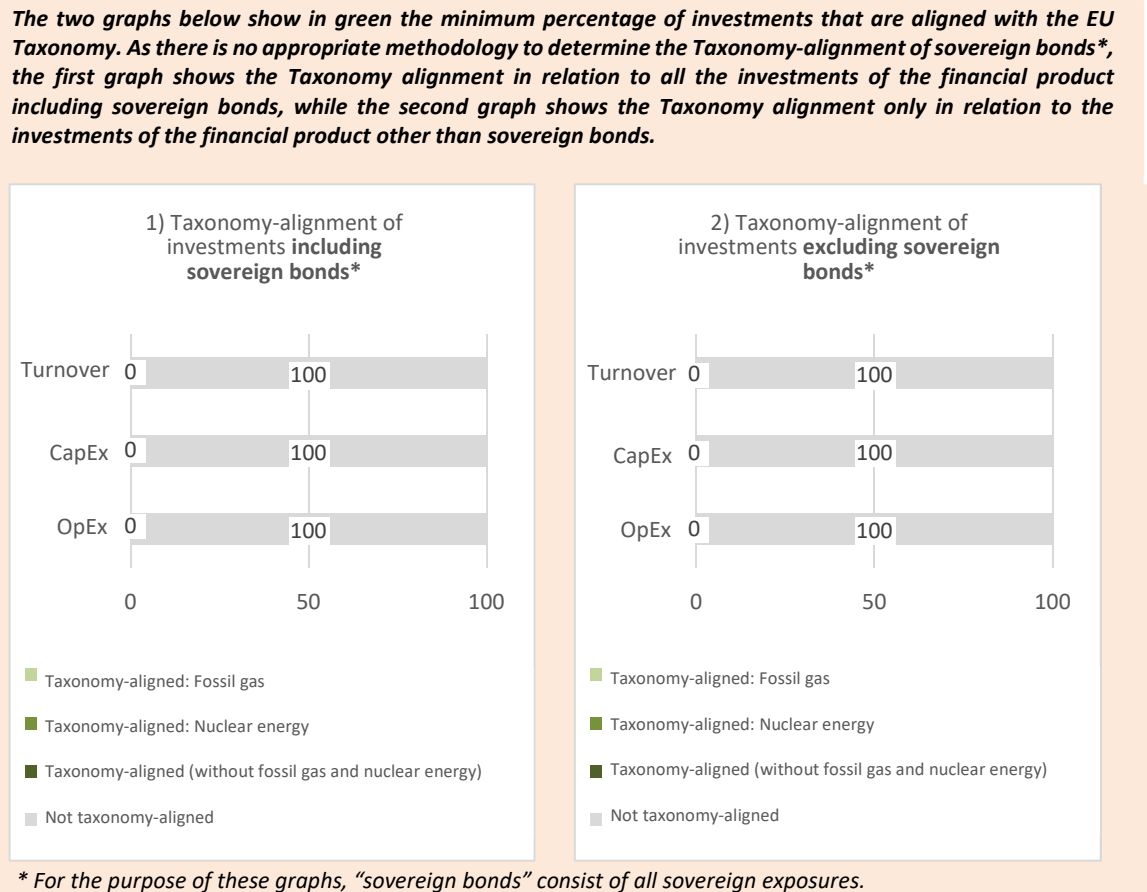 The two graphs below show in green the minimum percentage of investments that are aligned with the EU
Taxonomy. As there is no appropriate methodology to determine the Taxonomy-alignment of sovereign bonds*,
the first graph shows the Taxonomy alignment in relation to all the investments of the financial product
including sovereign bonds, while the second graph shows the Taxonomy alignment only in relation to the
investments of the financial product other than sovereign bonds.
1) Taxonomy-alignment of
investments including
sovereign bonds*
Turnover 0 100
CapEx 0 100
OpEx 0 100
0 50 100
Taxonomy-aligned: Fossil gas
Taxonomy-aligned: Nuclear energy
Taxonomy-aligned (without fossil gas and nuclear energy)
Not taxonomy-aligned
2) Taxonomy-alignment of
investments excluding sovereign
bonds*
Turnover 0 100
CapEx 0 100
OpEx 0 100
0 50 100
Taxonomy-aligned: Fossil gas
Taxonomy-aligned: Nuclear energy
Taxonomy-aligned (without fossil gas and nuclear energy)
Not taxonomy-aligned
* For the purpose of these graphs, “sovereign bonds” consist of all sovereign exposures.